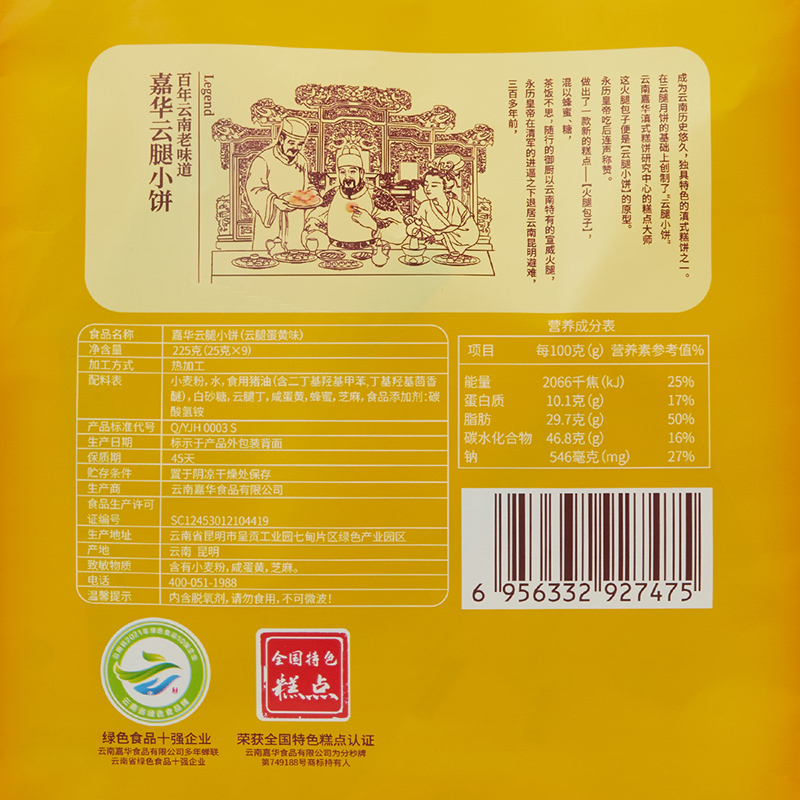 Legend
百年云南老味道
嘉华云腿小饼
三百多年前，
永历皇帝在清军的进逼之下退居云南昆明避难，
茶饭不思，随行的御厨以云南特有的宣威火腿，
混以蜂蜜、糖，
做出了一款新的糕点——【火腿包子】，
永历皇帝吃后连声称赞。
这火腿包子便是【云腿小饼】的原型。
云南嘉华滇式糕饼研究中心的糕点大师
在云腿月饼的基础上创制了“云腿小饼”。
成为云南历史悠久，独具特色的滇式糕饼之一。
食品名称 嘉华云腿小饼（云腿蛋黄味）
净含量 225克（25克×9）
加工方式 热加工
配料表 小麦粉，水，食用猪油（含二丁基羟基甲苯，丁基羟基茴香
醚），白砂糖，云腿丁，咸蛋黄，蜂蜜，芝麻，食品添加剂：碳
酸氢铵
产品标准代号 Q/YJH 0003 S
生产日期 标示于产品外包装背面
保质期 45天
贮存条件 置于阴凉干燥处保存
生产商 云南嘉华食品有限公司
食品生产许可
证编号 SC12453012104419
生产地址 云南省昆明市呈贡工业园七甸片区绿色产业园区
产地 云南 昆明
致敏物质 含有小麦粉，咸蛋黄，芝麻。
电话 400-051-1988
温馨提示 内含脱氧剂，请勿食用，不可微波！
营养成分表
项目 每100克(g) 营养素参考值%
能量 2066千焦(kJ) 25%
蛋白质 10.1克(g) 17%
脂肪 29.7克(g) 50%
碳水化合物 46.8克(g) 16%
钠 546毫克(mg) 27%
6 956332 927475
全国特色
糕点
绿色食品十强企业
云南嘉华食品有限公司多年蝉联
云南省绿色食品十强企业
荣获全国特色糕点认证
云南嘉华食品有限公司为分秒牌
第749188号商标持有人